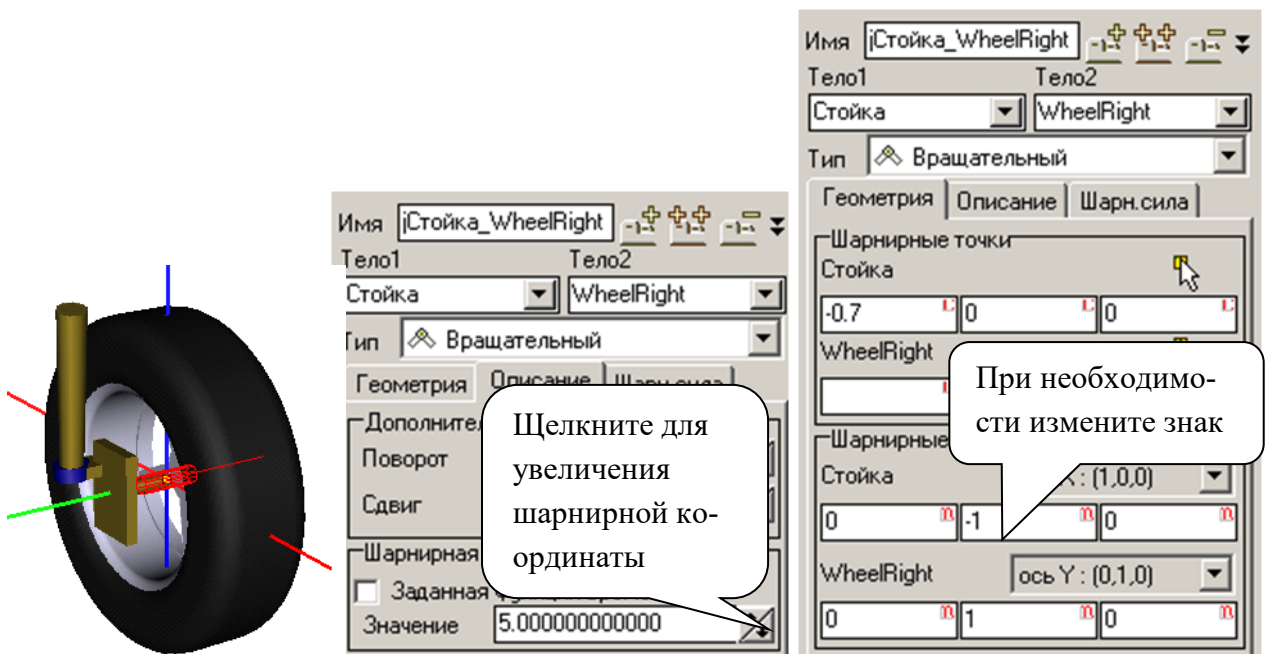 Имя jСтойка_WheelRight
Тело1 Тело2
Стойка WheelRight
Тип Вращательный
Геометрия Описание
Поворот
Сдвиг
Шарнирная
Заданная
Значение 5.000000000000
Щелкните для
увеличения
шарнирной ко-
ординаты
Имя jСтойка_WheelRight
Тело1 Тело2
Стойка WheelRight
Тип Вращательный
Геометрия Описание Шарн.сила
Шарнирные точки
Стойка
-0.7 0 0
WheelRight
Шарнирные
Стойка : (1,0,0)
0 -1 0
WheelRight ось Y : (0,1,0)
0 1 0
При необходимо-
сти измените знак